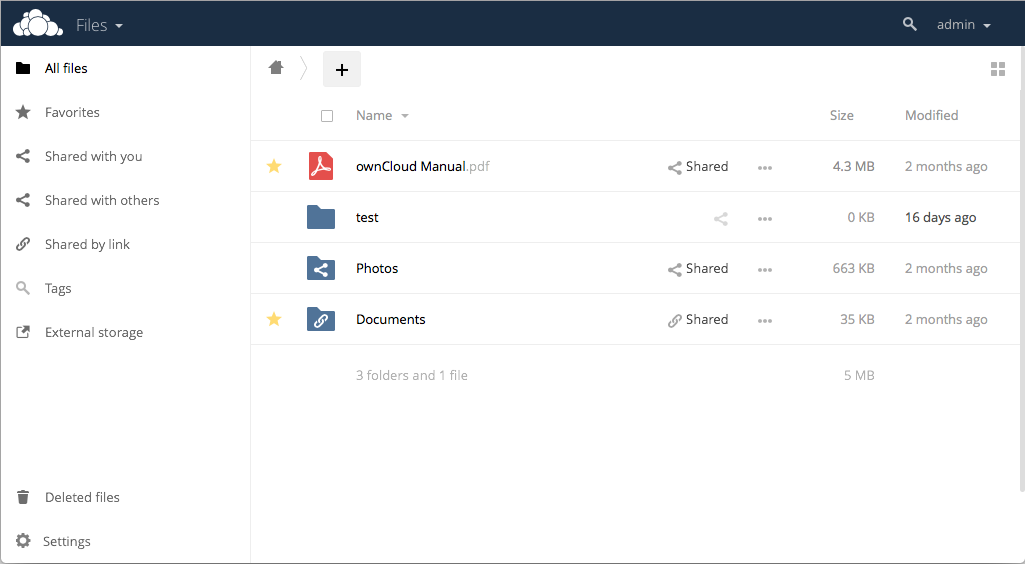 Files
admin
All files
Favorites
Shared with you
Shared with others
Shared by link
Tags
External storage
Deleted files
Settings
Name Size Modified
ownCloud Manual.pdf Shared 4.3 MB 2 months ago
test 0 KB 16 days ago
Photos Shared 663 KB 2 months ago
Documents Shared 35 KB 2 months ago
3 folders and 1 file 5 MB